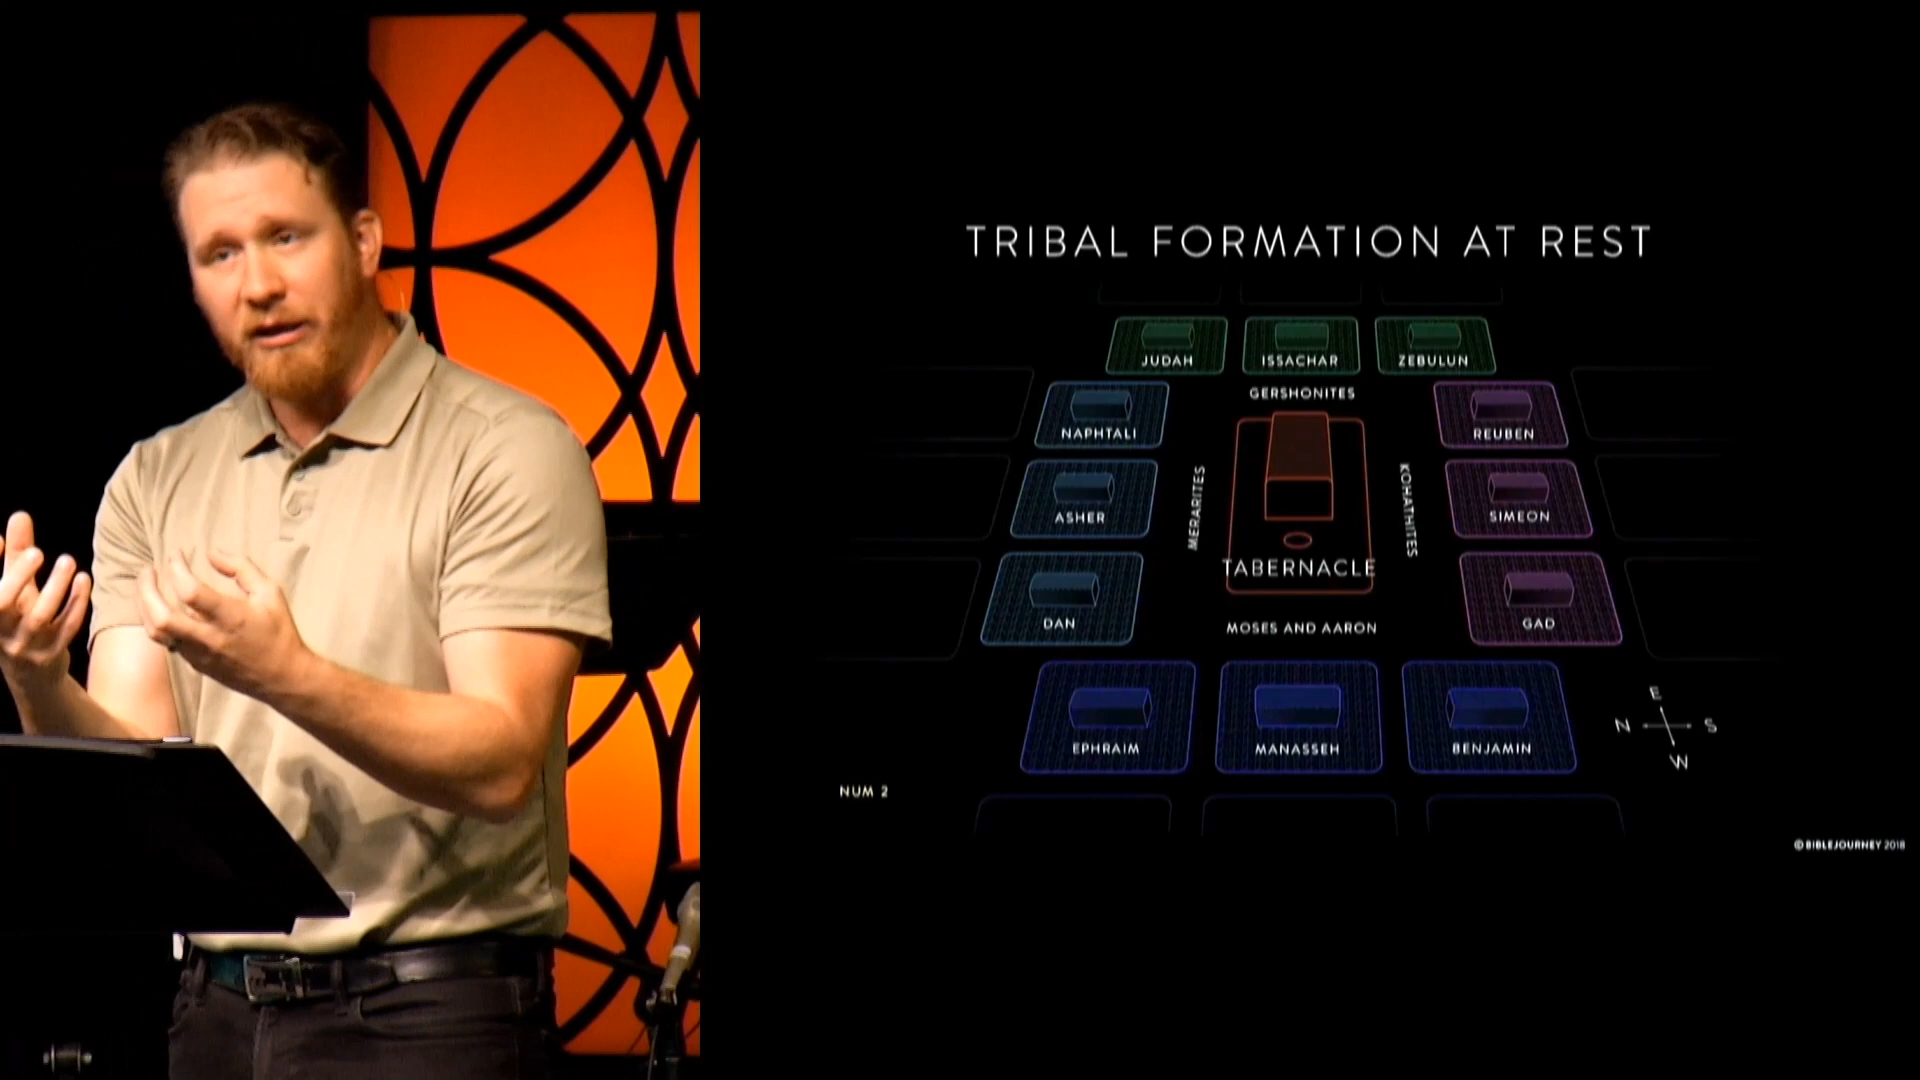 TRIBAL FORMATION AT REST
JUDAH
ISSACHAR
ZEBULUN
GERSHONITES
NAPHTALI
REUBEN
MERARITES
KOHATHITES
ASHER
SIMEON
TABERNACLE
DAN
GAD
MOSES AND AARON
EPHRAIM
MANASSEH
BENJAMIN
E
N
S
W
NUM 2
© BIBLEJOURNEY 2018